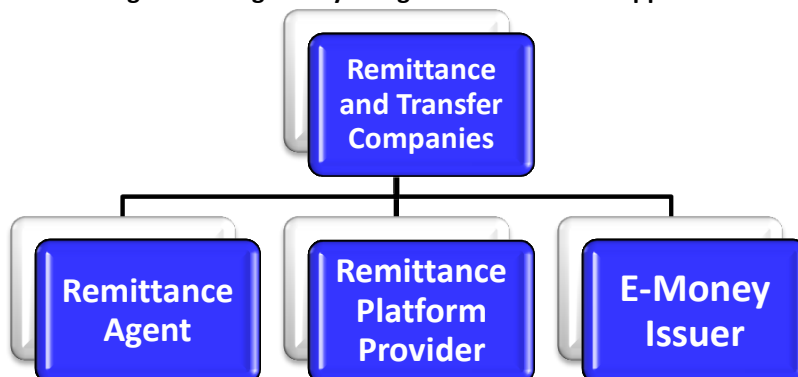 Remittance
and Transfer
Companies
Remittance
Agent
Remittance
Platform
Provider
E-Money
Issuer